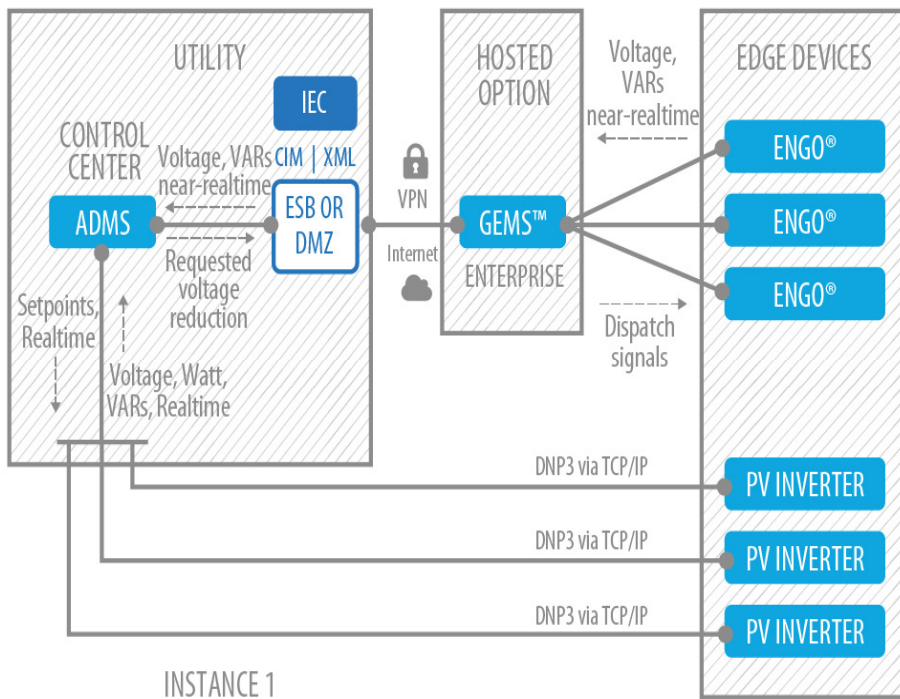 UTILITY
IEC
CIM | XML
CONTROL
CENTER
ADMS
Voltage, VARs
near-realtime
ESB OR
DMZ
Requested
voltage
reduction
Setpoints,
Realtime
Voltage, Watt,
VARs, Realtime
VPN
Internet
HOSTED
OPTION
GEMS™
ENTERPRISE
Voltage,
VARs
near-realtime
Dispatch
signals
EDGE DEVICES
ENGO®
ENGO®
ENGO®
DNP3 via TCP/IP
PV INVERTER
DNP3 via TCP/IP
PV INVERTER
DNP3 via TCP/IP
PV INVERTER
INSTANCE 1